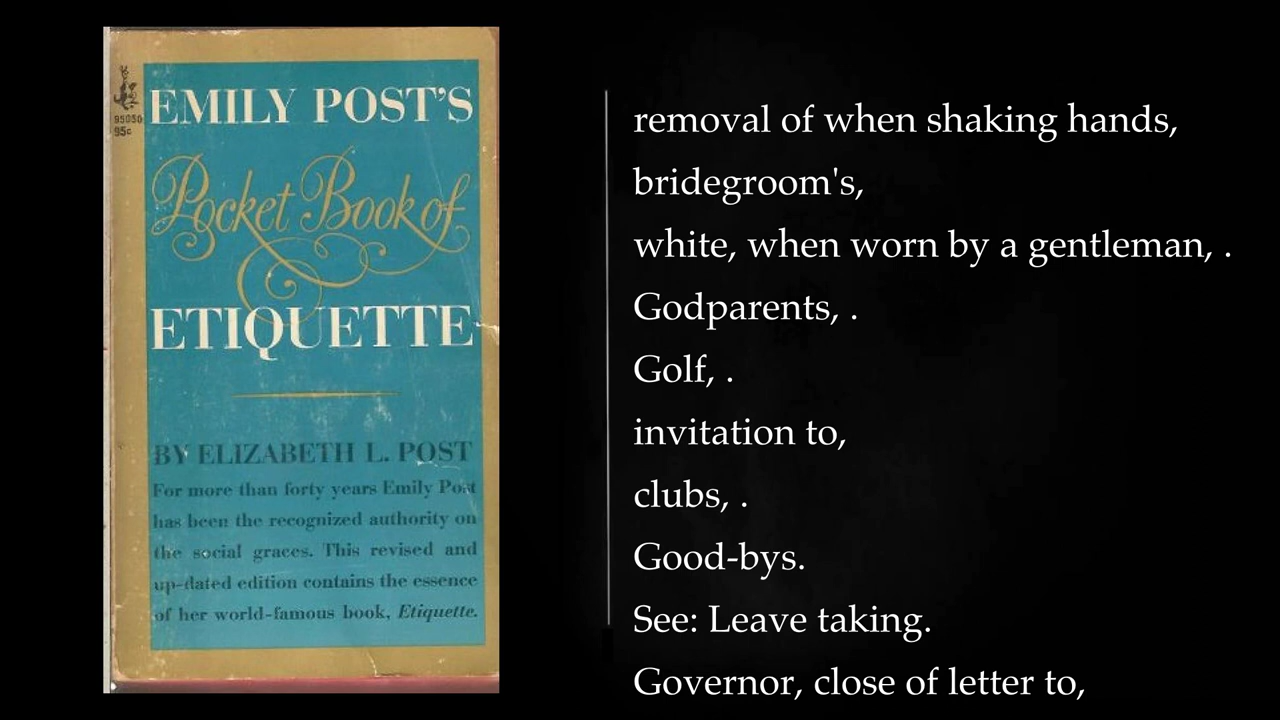 95050
95c
EMILY POST'S
Pocket Book of
ETIQUETTE
BY ELIZABETH L. POST
For more than forty years Emily Post
has been the recognized authority on
the social graces. This revised and
up-dated edition contains the essence
of her world-famous book, Etiquette.
removal of when shaking hands,
bridegroom's,
white, when worn by a gentleman, .
Godparents, .
Golf, .
invitation to,
clubs, .
Good-bys.
See: Leave taking.
Governor, close of letter to,